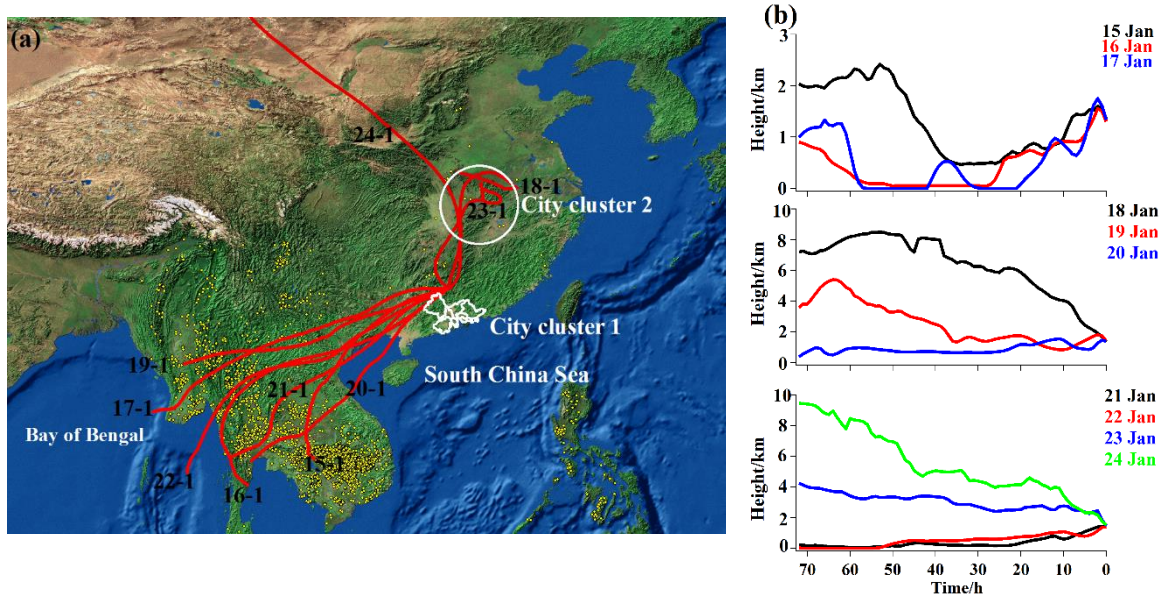 (a)
24-1
18-1
23-1
City cluster 2
City cluster 1
19-1
21-1
20-1
South China Sea
17-1
Bay of Bengal
22-1
16-1
15-1
(b)
3
2
1
0
Height/km
15 Jan
16 Jan
17 Jan
10
8
6
4
2
0
Height/km
18 Jan
19 Jan
20 Jan
10
8
6
4
2
0
Height/km
21 Jan
22 Jan
23 Jan
24 Jan
70 60 50 40 30 20 10 0
Time/h